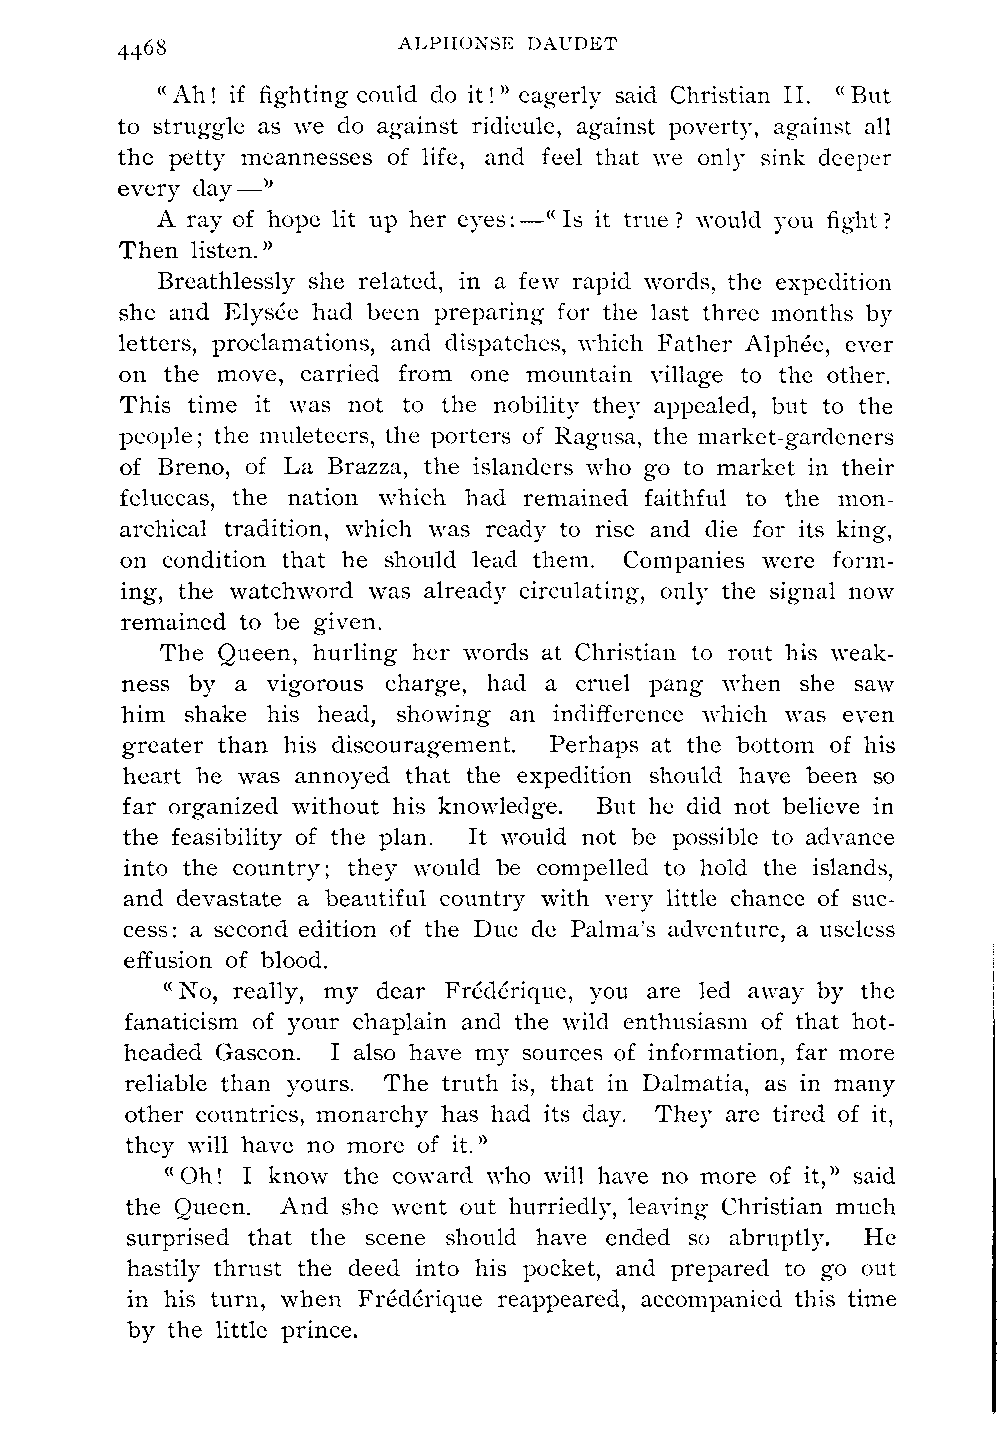 4468 ALPHONSE DAUDET
"Ah! if fighting could do it!" eagerly said Christian II. "But
to struggle as we do against ridicule, against poverty, against all
the petty meannesses of life, and feel that we only sink deeper
every day—"
A ray of hope lit up her eyes:—"Is it true? would you fight?
Then listen."
Breathlessly she related, in a few rapid words, the expedition
she and Elysée had been preparing for the last three months by
letters, proclamations, and dispatches, which Father Alphée, ever
on the move, carried from one mountain village to the other.
This time it was not to the nobility they appealed, but to the
people; the muleteers, the porters of Ragusa, the market-gardeners
of Breno, of La Brazza, the islanders who go to market in their
feluccas, the nation which had remained faithful to the mon-
archical tradition, which was ready to rise and die for its king,
on condition that he should lead them. Companies were form-
ing, the watchword was already circulating, only the signal now
remained to be given.
The Queen, hurling her words at Christian to rout his weak-
ness by a vigorous charge, had a cruel pang when she saw
him shake his head, showing an indifference which was even
greater than his discouragement. Perhaps at the bottom of his
heart he was annoyed that the expedition should have been so
far organized without his knowledge. But he did not believe in
the feasibility of the plan. It would not be possible to advance
into the country; they would be compelled to hold the islands,
and devastate a beautiful country with very little chance of suc-
cess: a second edition of the Duc de Palma's adventure, a useless
effusion of blood.
"No, really, my dear Frédérique, you are led away by the
fanaticism of your chaplain and the wild enthusiasm of that hot-
headed Gascon. I also have my sources of information, far more
reliable than yours. The truth is, that in Dalmatia, as in many
other countries, monarchy has had its day. They are tired of it,
they will have no more of it."
"Oh! I know the coward who will have no more of it," said
the Queen. And she went out hurriedly, leaving Christian much
surprised that the scene should have ended so abruptly. He
hastily thrust the deed into his pocket, and prepared to go out
in his turn, when Frédérique reappeared, accompanied this time
by the little prince.